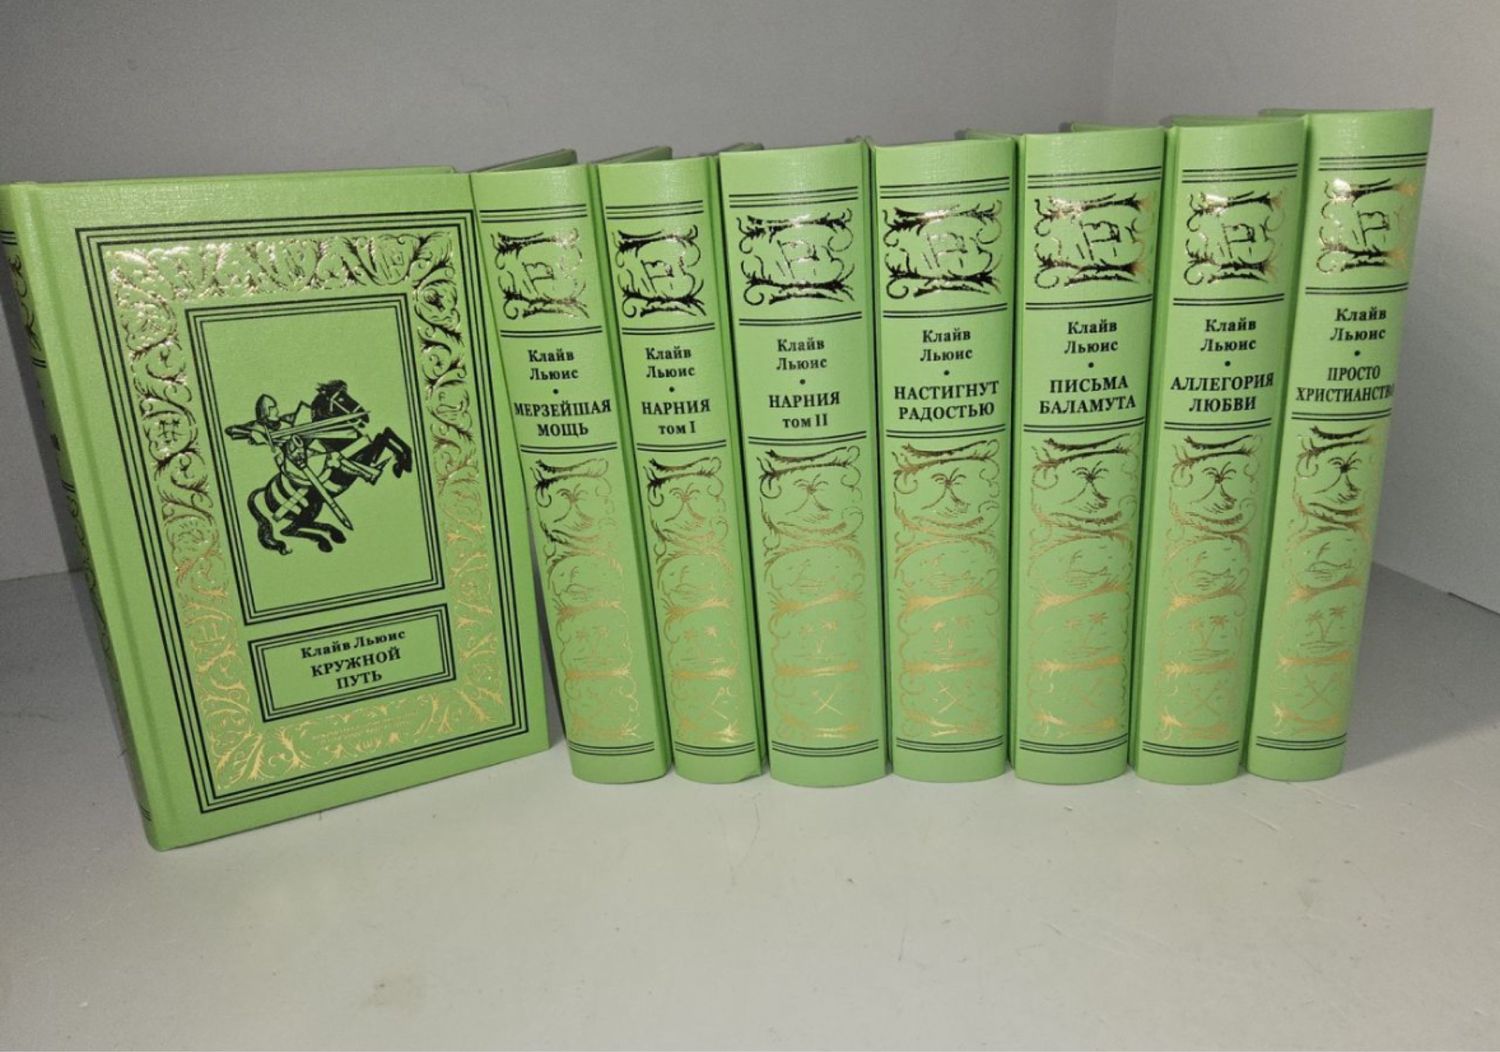 Клайв Льюис
КРУЖНОЙ
ПУТЬ
Клайв
Льюис
МЕРЗЕЙШАЯ
МОЩЬ
Клайв
Льюис
НАРНИЯ
том I
Клайв
Льюис
НАРНИЯ
том II
Клайв
Льюис
НАСТИГНУТ
РАДОСТЬЮ
Клайв
Льюис
ПИСЬМА
БАЛАМУТА
Клайв
Льюис
АЛЛЕГОРИЯ
ЛЮБВИ
Клайв
Льюис
ПРОСТО
ХРИСТИАНСТВО